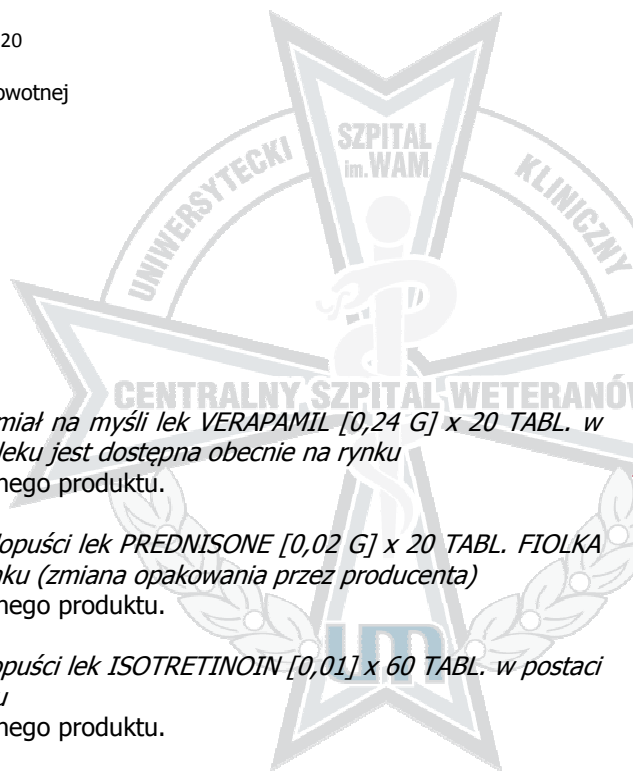 20
owotnej
SZPITAL
im.WAM
UNIWERSYTECKI
KLINICZNY
CENTRALNY SZPITAL WETERANÓW
miał na myśli lek VERAPAMIL [0,24 G] x 20 TABL. w
leku jest dostępna obecnie na rynku
nego produktu.
dopuści lek PREDNISONE [0,02 G] x 20 TABL. FIOLKA
nku (zmiana opakowania przez producenta)
nego produktu.
opuści lek ISOTRETINOIN [0,01] x 60 TABL. w postaci
u
nego produktu.
um